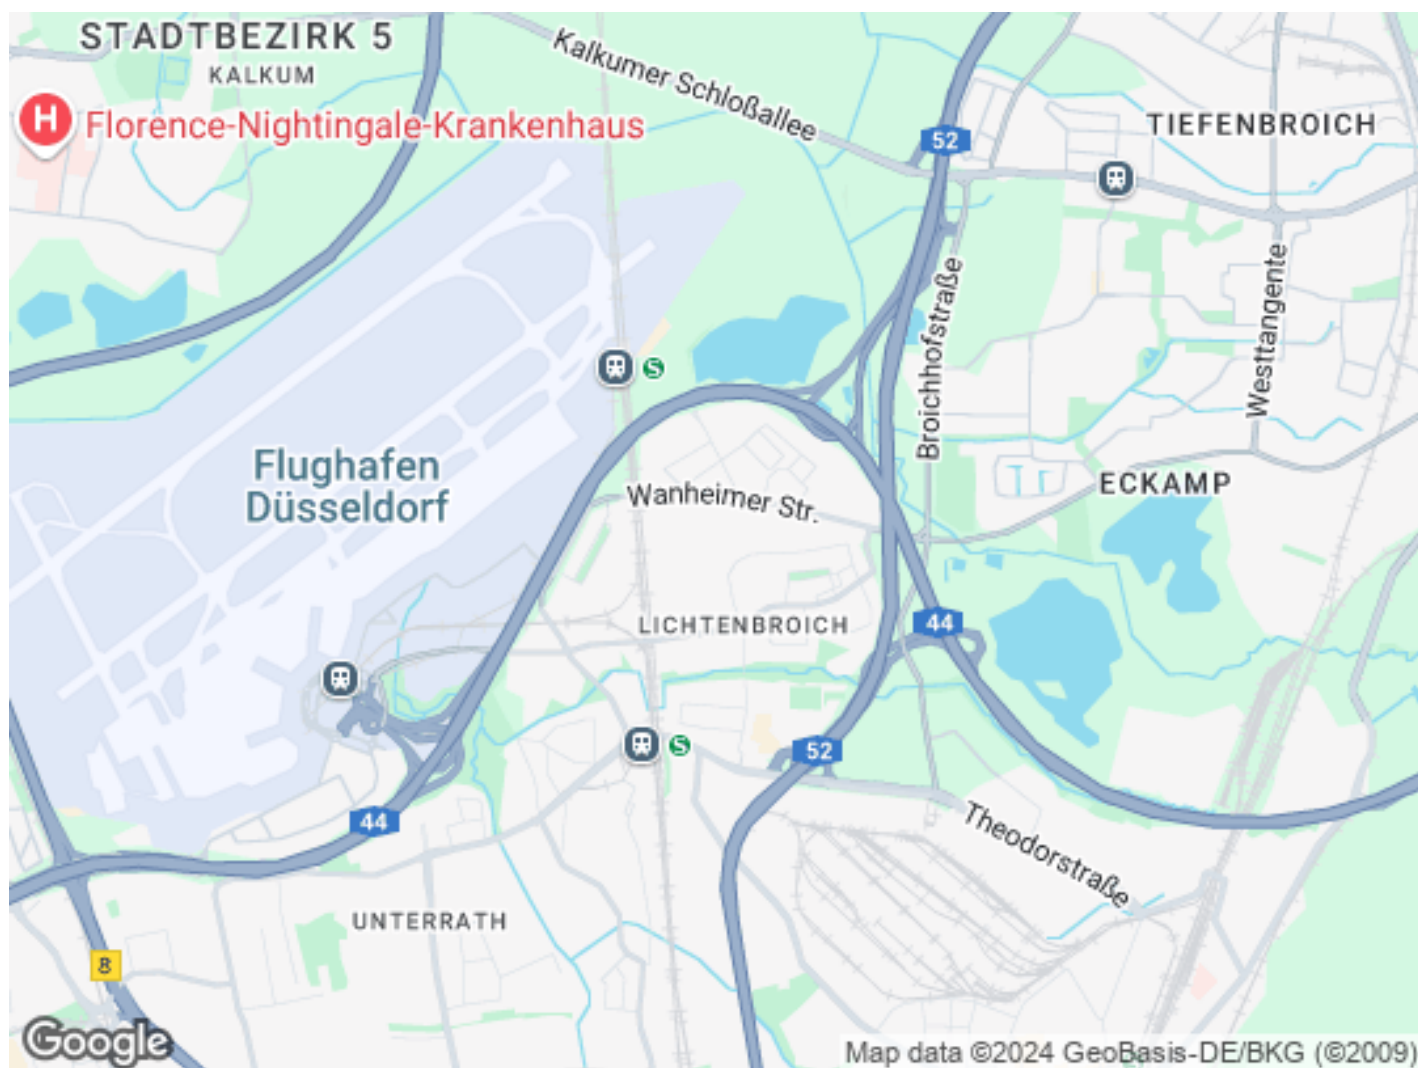 STADTBEZIRK 5
KALKUM
H
Florence-Nightingale-Krankenhaus
Kalkumer Schloßallee
52
TIEFENBROICH
Broichhofstraße
Westtangente
S
Flughafen
Düsseldorf
Wanheimer Str.
ECKAMP
LICHTENBROICH
44
S
52
44
Theodorstraße
UNTERRATH
8
Google
Map data ©2024 GeoBasis-DE/BKG (©2009)